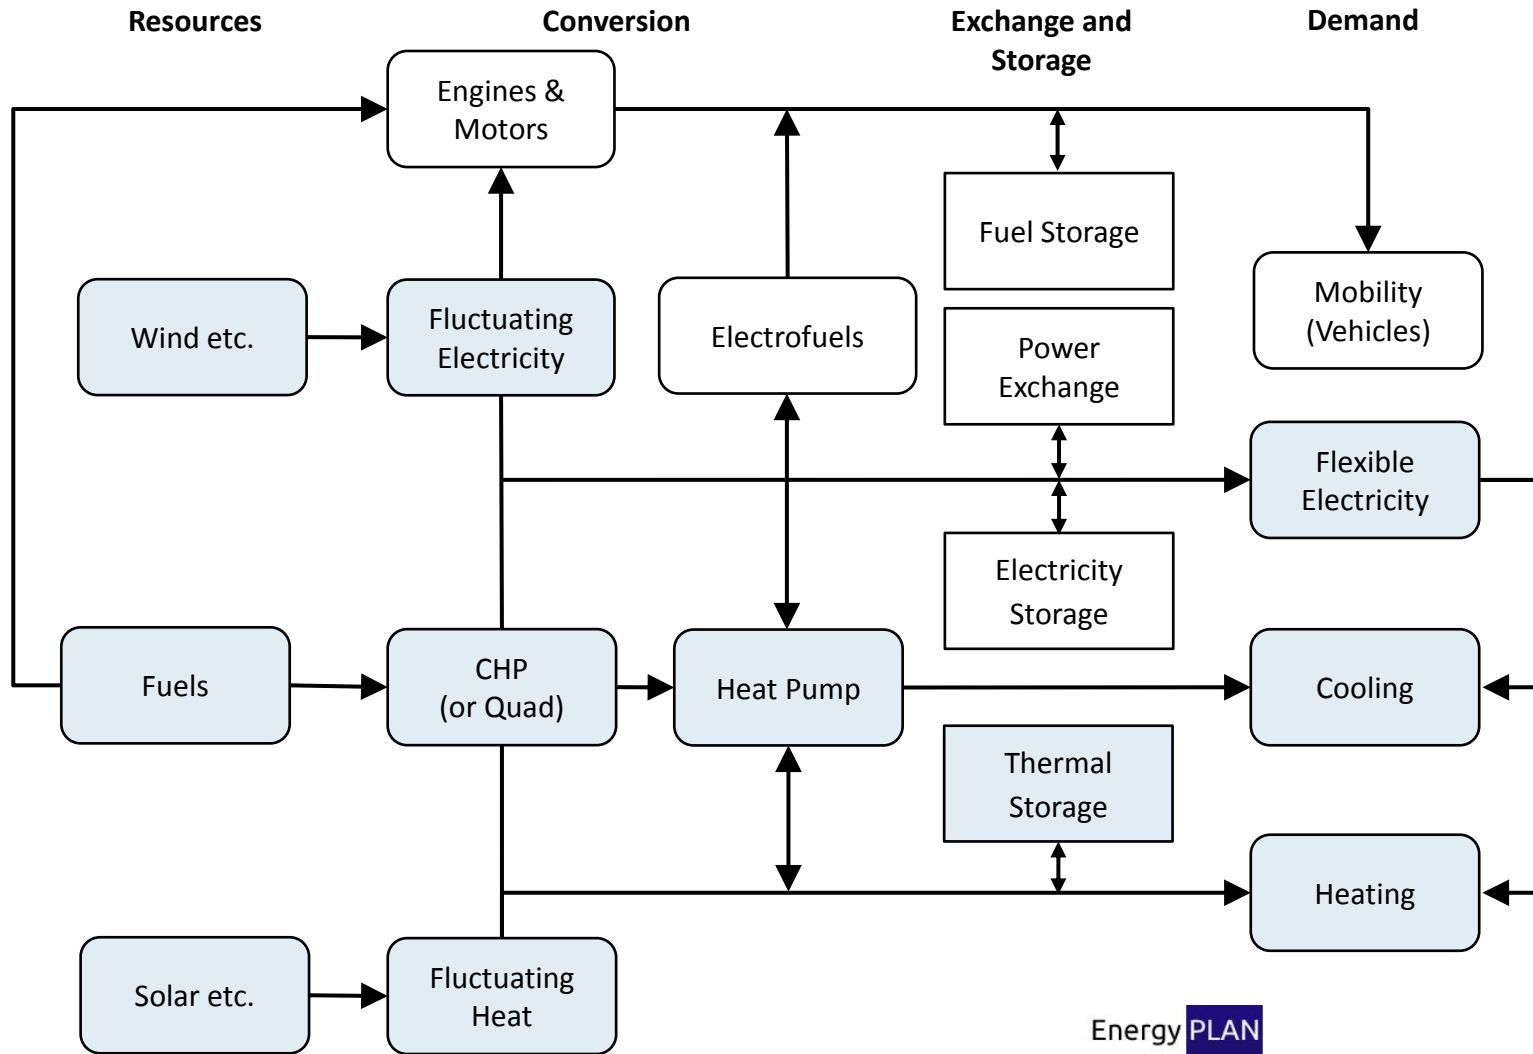 Resources
Conversion
Exchange and
Storage
Demand
Engines &
Motors
Fuel Storage
Wind etc.
Fluctuating
Electricity
Electrofuels
Power
Exchange
Mobility
(Vehicles)
Flexible
Electricity
Electricity
Storage
Fuels
CHP
(or Quad)
Heat Pump
Cooling
Thermal
Storage
Heating
Solar etc.
Fluctuating
Heat
Energy PLAN